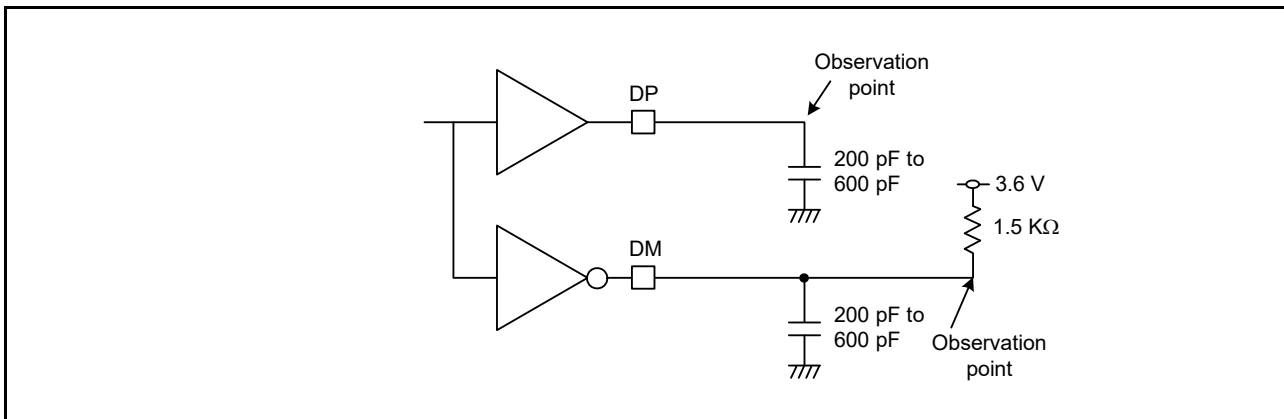 Observation
point
DP
200 pF to
600 pF
3.6 V
1.5 KΩ
DM
200 pF to
600 pF
Observation
point